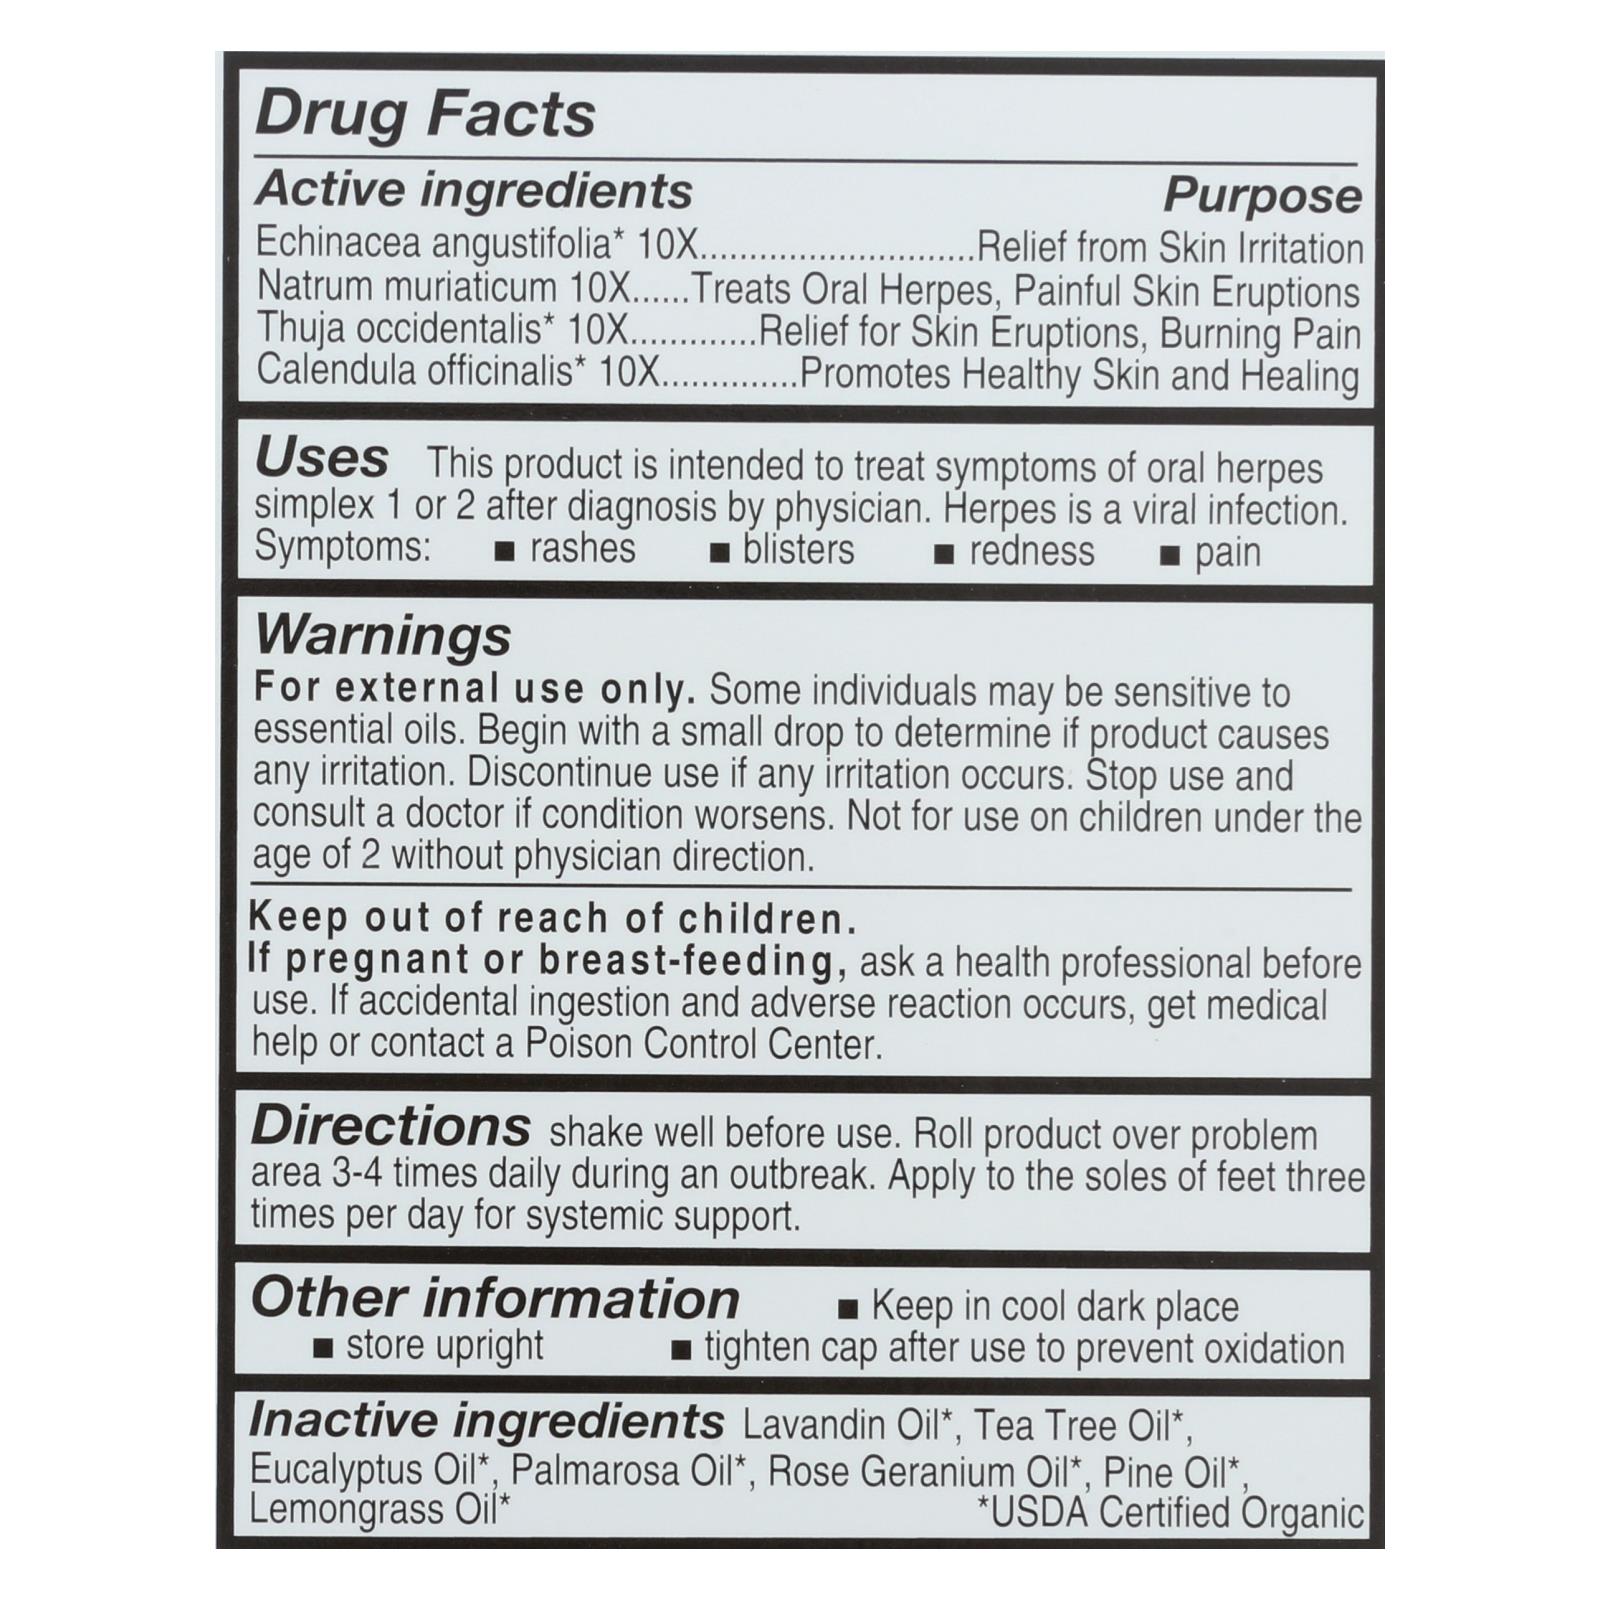 Drug Facts
Active ingredients Purpose
Echinacea angustifolia* 10X............................Relief from Skin Irritation
Natrum muriaticum 10X......Treats Oral Herpes, Painful Skin Eruptions
Thuja occidentalis* 10X.............Relief for Skin Eruptions, Burning Pain
Calendula officinalis* 10X..............Promotes Healthy Skin and Healing
Uses This product is intended to treat symptoms of oral herpes
simplex 1 or 2 after diagnosis by physician. Herpes is a viral infection.
Symptoms: ■ rashes ■ blisters ■ redness ■ pain
Warnings
For external use only. Some individuals may be sensitive to
essential oils. Begin with a small drop to determine if product causes
any irritation. Discontinue use if any irritation occurs. Stop use and
consult a doctor if condition worsens. Not for use on children under the
age of 2 without physician direction.
Keep out of reach of children.
If pregnant or breast-feeding, ask a health professional before
use. If accidental ingestion and adverse reaction occurs, get medical
help or contact a Poison Control Center.
Directions shake well before use. Roll product over problem
area 3-4 times daily during an outbreak. Apply to the soles of feet three
times per day for systemic support.
Other information ■ Keep in cool dark place
■ store upright ■ tighten cap after use to prevent oxidation
Inactive ingredients Lavandin Oil*, Tea Tree Oil*,
Eucalyptus Oil*, Palmarosa Oil*, Rose Geranium Oil*, Pine Oil*,
Lemongrass Oil* *USDA Certified Organic